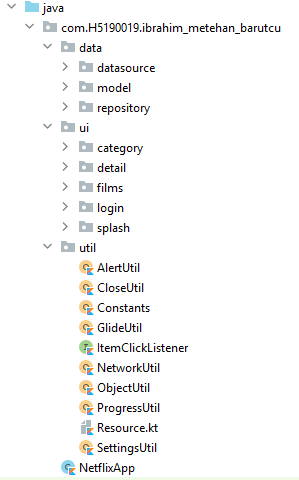 java
com.H5190019.ibrahim_metehan_barutcu
data
datasource
model
repository
ui
category
detail
films
login
splash
util
AlertUtil
CloseUtil
Constants
GlideUtil
ItemClickListener
NetworkUtil
ObjectUtil
ProgressUtil
Resource.kt
SettingsUtil
NetflixApp